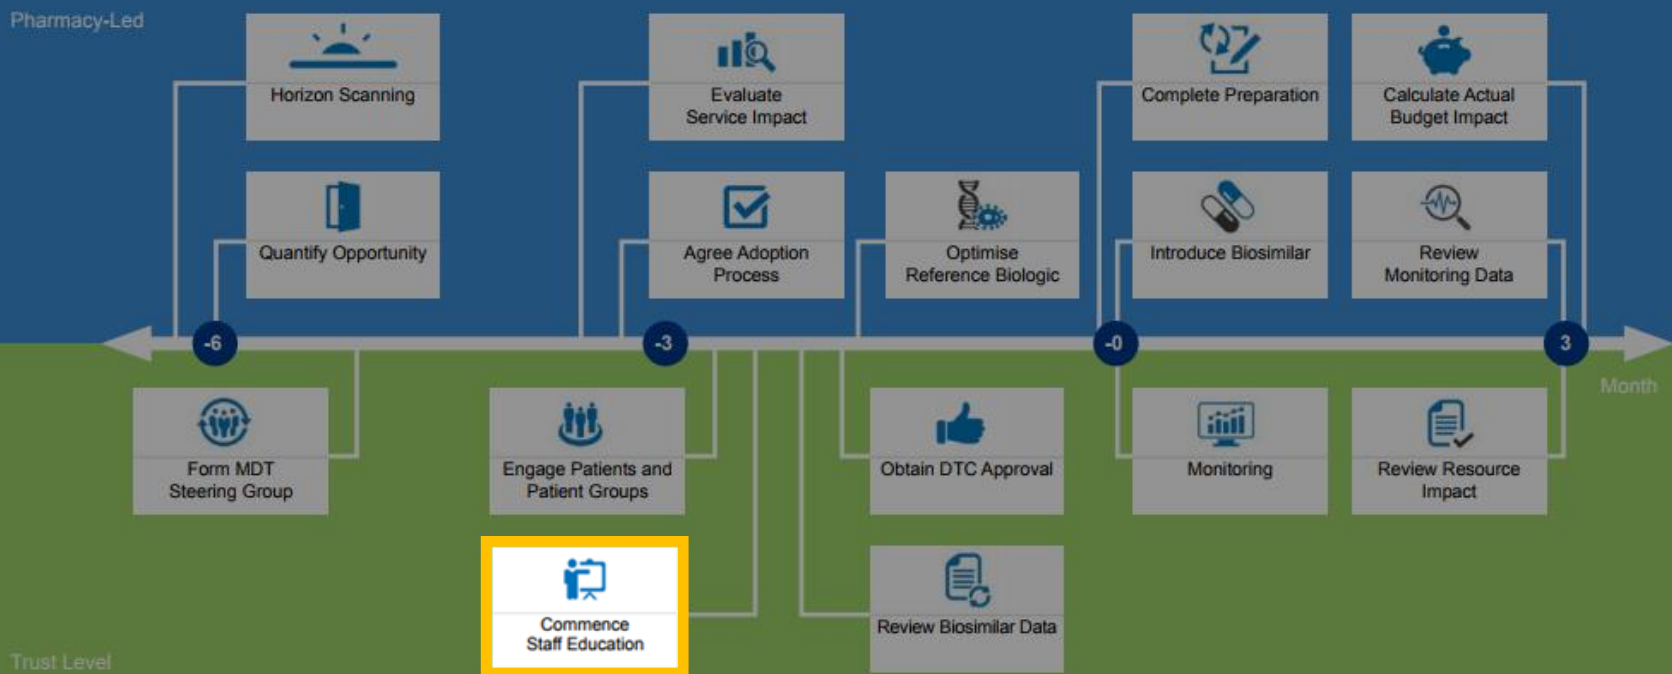 Pharmacy-Led
Horizon Scanning
Evaluate
Service Impact
Complete Preparation
Calculate Actual
Budget Impact
Quantify Opportunity
Agree Adoption
Process
Optimise
Reference Biologic
Introduce Biosimilar
Review
Monitoring Data
-6
-3
-0
3
Month
Form MDT
Steering Group
Engage Patients and
Patient Groups
Obtain DTC Approval
Monitoring
Review Resource
Impact
Commence
Staff Education
Review Biosimilar Data
Trust Level